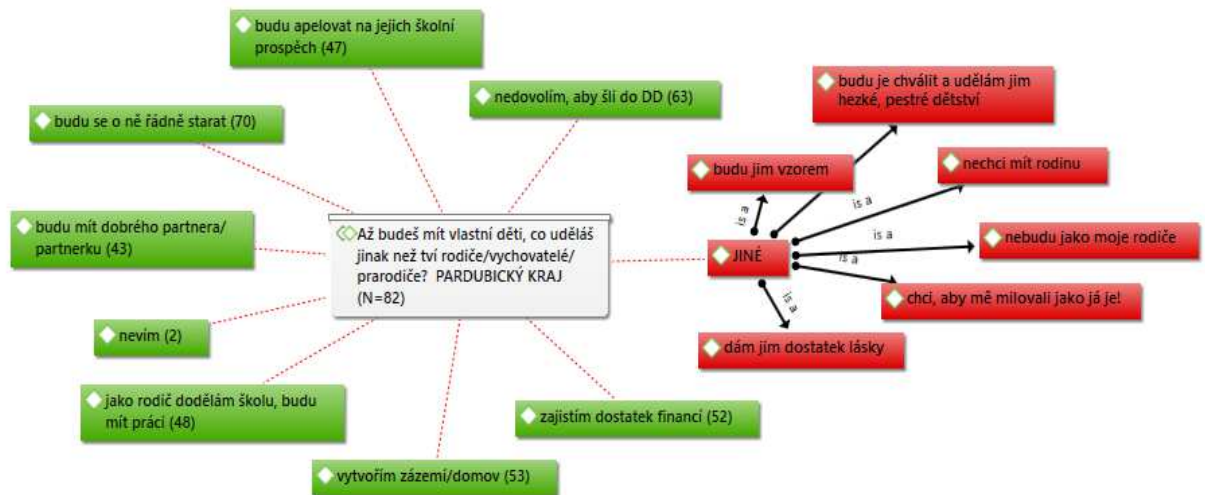 budu apelovat na jejich školní
prospěch (47)
nedovolím, aby šli do DD (63)
budu se o ně řádně starat (70)
budu mít dobrého partnera/
partnerku (43)
nevím (2)
jako rodič dodělám školu, budu
mít práci (48)
vytvořím zázemí/domov (53)
zajistím dostatek financí (52)
Až budeš mít vlastní děti, co uděláš
jinak než tví rodiče/vychovatelé/
prarodiče? PARDUBICKÝ KRAJ
(N=82)
JINÉ
budu je chválit a udělám jim
hezké, pestré dětství
budu jim vzorem
is a
nechci mít rodinu
is a
nebudu jako moje rodiče
is a
chci, aby mě milovali jako já je!
is a
dám jim dostatek lásky
is a